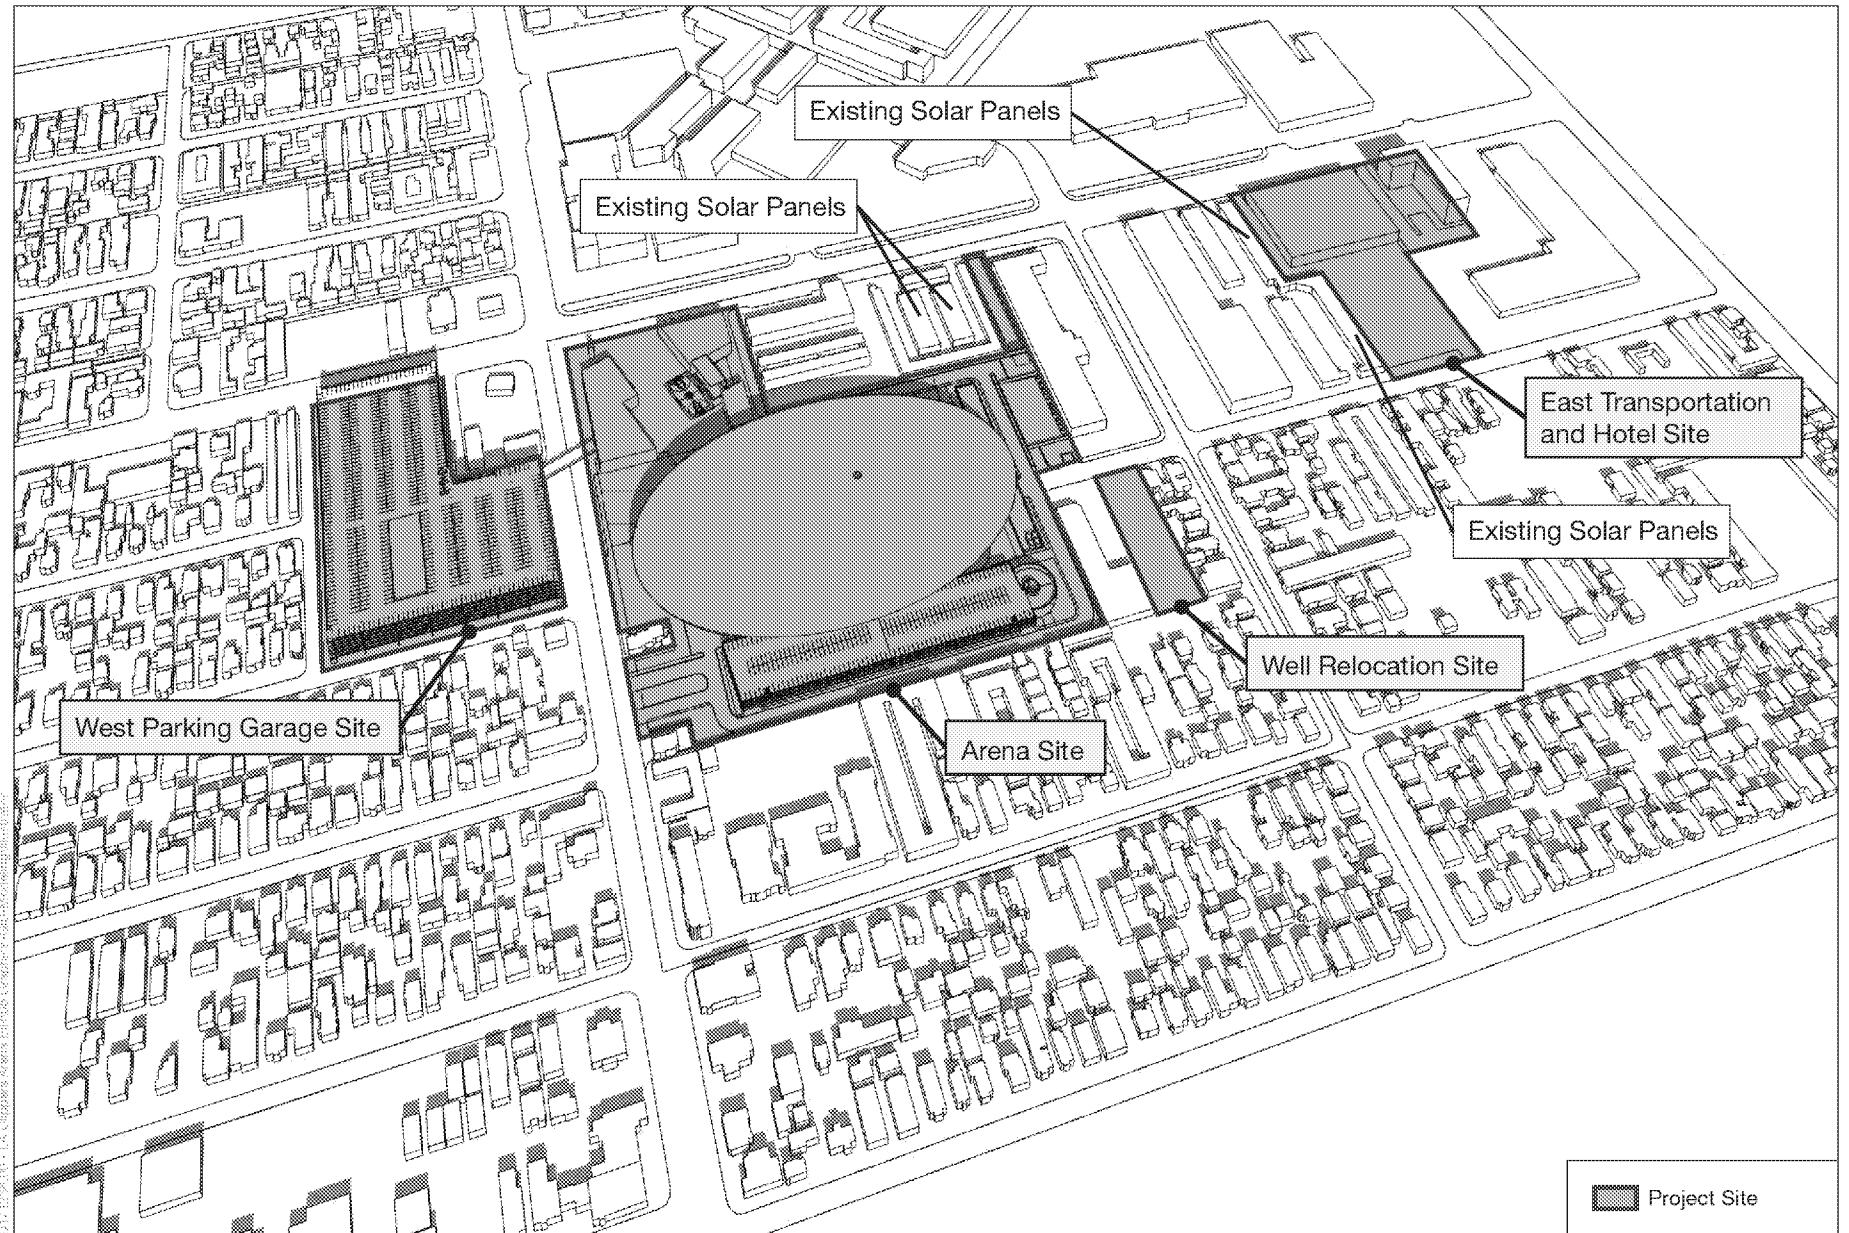 Existing Solar Panels
Existing Solar Panels
East Transportation
and Hotel Site
Existing Solar Panels
Well Relocation Site
West Parking Garage Site
Arena Site
Project Site